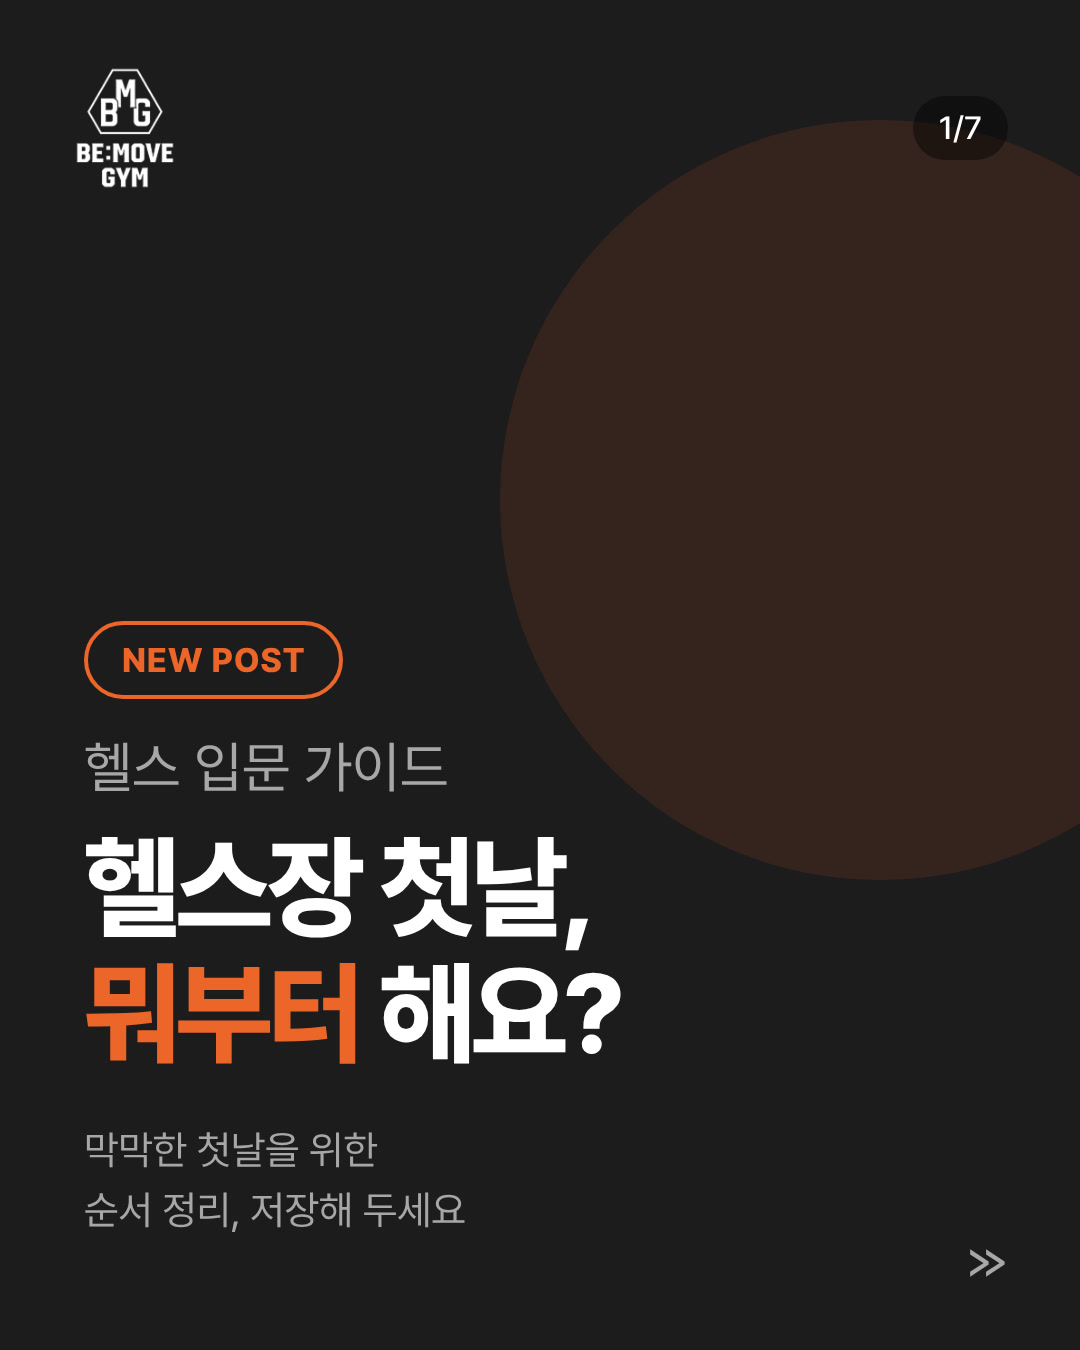 BMG
BE:MOVE
GYM
1/7
NEW POST
헬스 입문 가이드
헬스장 첫날,
뭐부터 해요?
막막한 첫날을 위한
순서 정리, 저장해 두세요
»